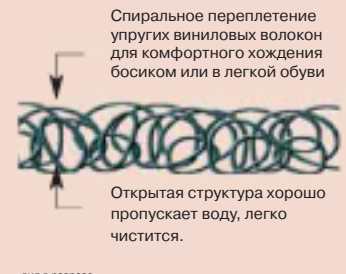 Спиральное переплетение
упругих виниловых волокон
для комфортного хождения
босиком или в легкой обуви
Открытая структура хорошо
пропускает воду, легко
чистится.